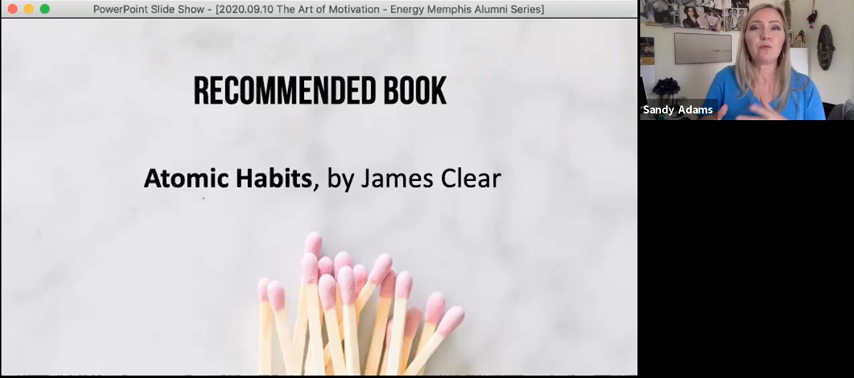 PowerPoint Slide Show - [2020.09.10 The Art of Motivation - Energy Memphis Alumni Series]
RECOMMENDED BOOK
Atomic Habits, by James Clear
Sandy Adams